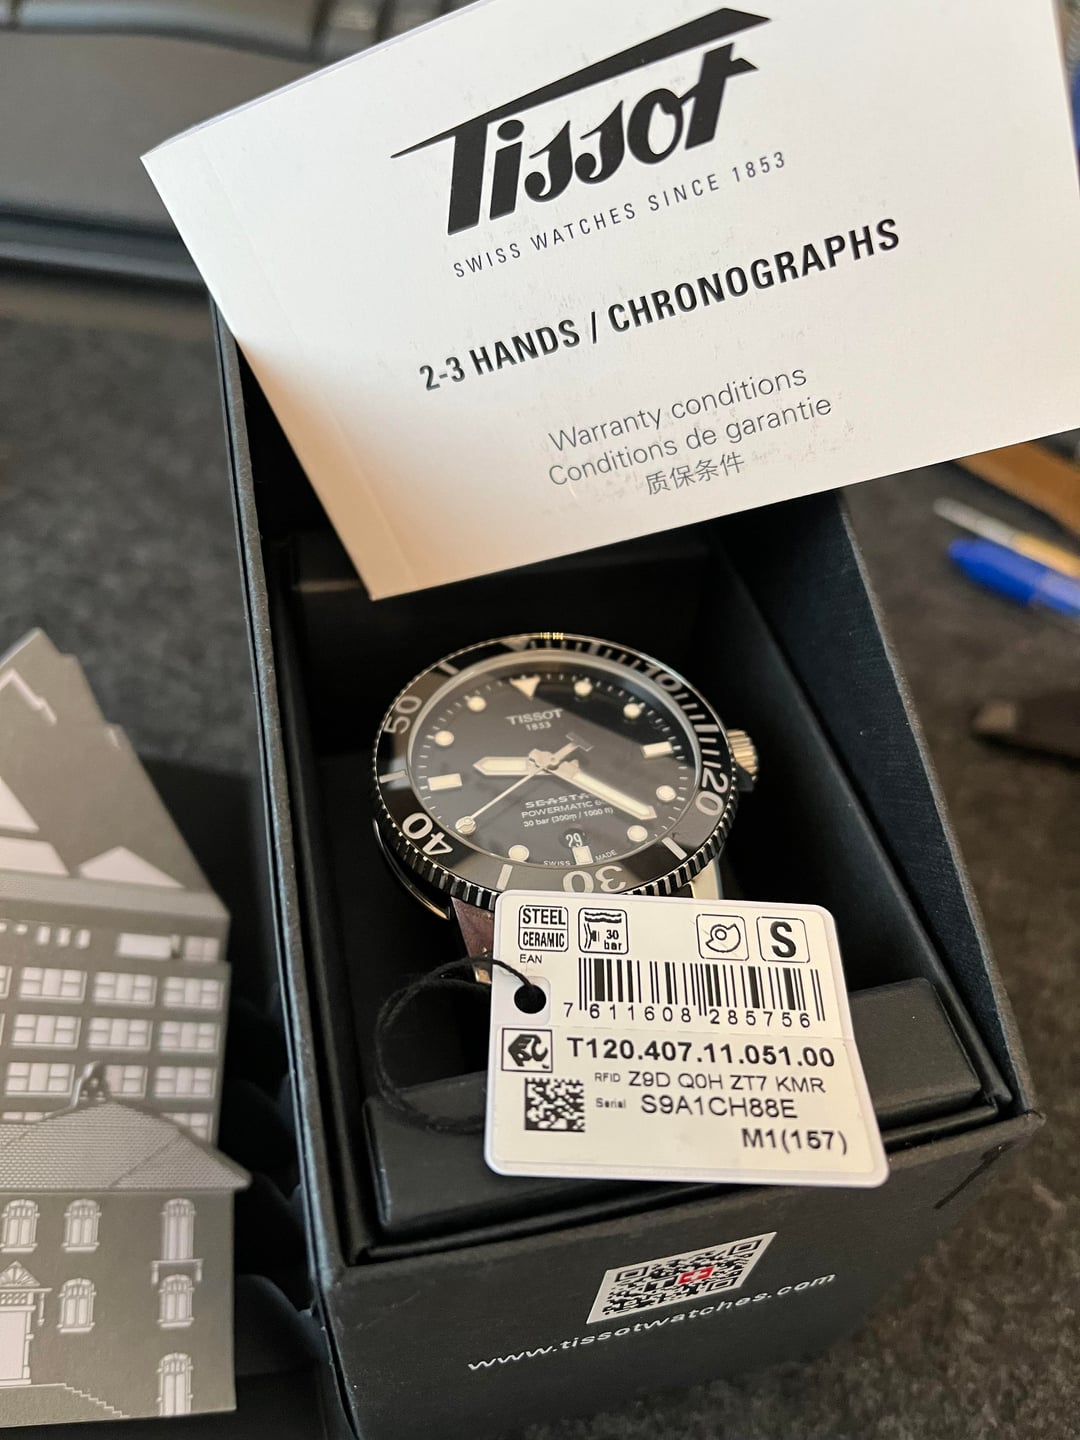 Tissot
SWISS WATCHES SINCE 1853
2-3 HANDS / CHRONOGRAPHS
Warranty conditions
Conditions de garantie
质保条件
50
10
20
40
30
TISSOT
1853
POWERMATIC
30 bar (300m / 1000 ft)
29
SWISS MADE
STEEL
CERAMIC
30
bar
S
EAN
7 611608 285756
T120.407.11.051.00
RFID Z9D Q0H ZT7 KMR
Serial S9A1CH88E
M1(157)
www.tissotwatches.com